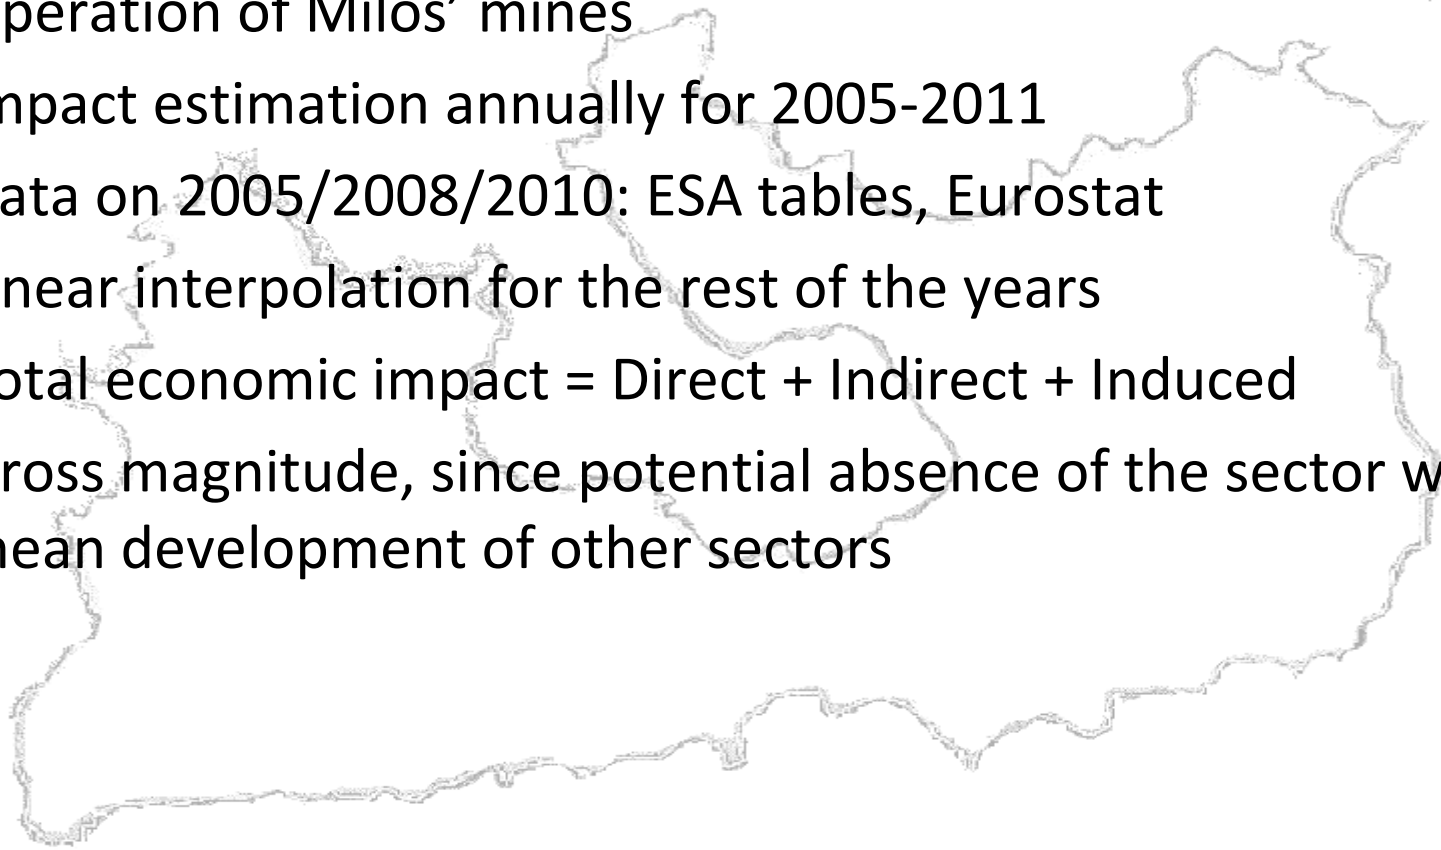 peration of Milos' mines
mpact estimation annually for 2005-2011
ata on 2005/2008/2010: ESA tables, Eurostat
near interpolation for the rest of the years
otal economic impact = Direct + Indirect + Induced
ross magnitude, since potential absence of the sector w
nean development of other sectors